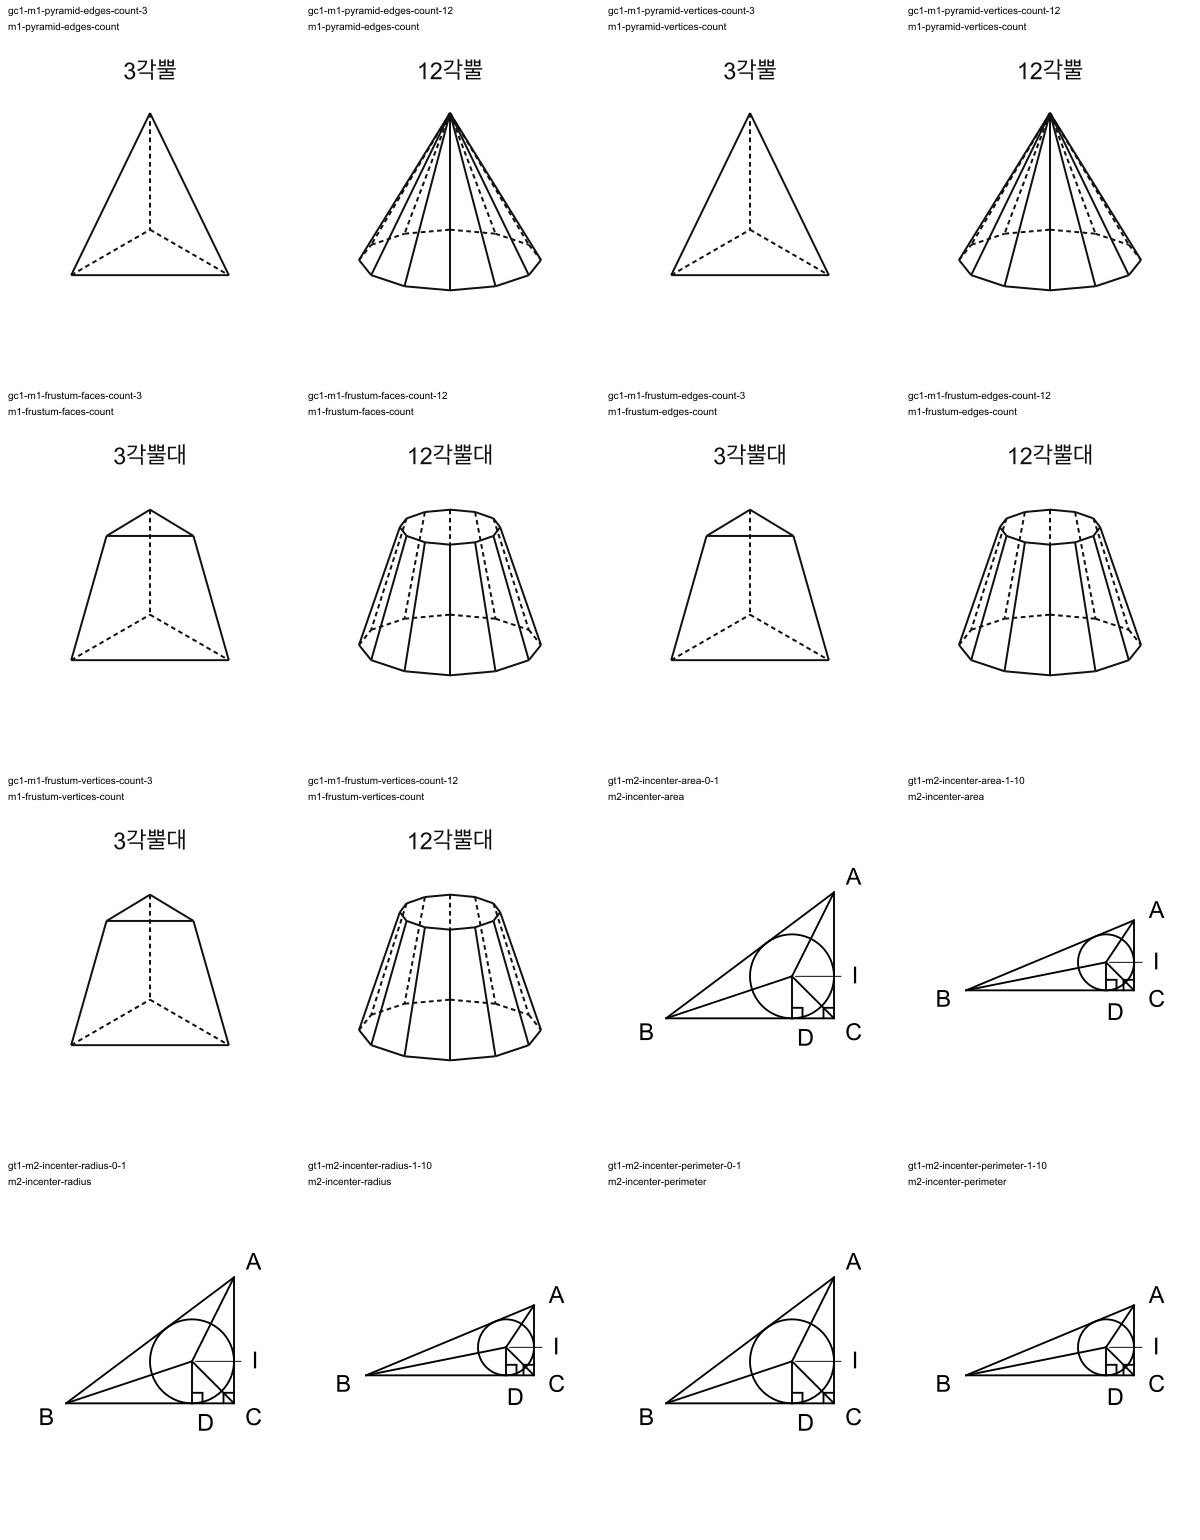 gc1-m1-pyramid-edges-count-3
m1-pyramid-edges-count
3각뿔
gc1-m1-pyramid-edges-count-12
m1-pyramid-edges-count
12각뿔
gc1-m1-pyramid-vertices-count-3
m1-pyramid-vertices-count
3각뿔
gc1-m1-pyramid-vertices-count-12
m1-pyramid-vertices-count
12각뿔
gc1-m1-frustum-faces-count-3
m1-frustum-faces-count
3각뿔대
gc1-m1-frustum-faces-count-12
m1-frustum-faces-count
12각뿔대
gc1-m1-frustum-edges-count-3
m1-frustum-edges-count
3각뿔대
gc1-m1-frustum-edges-count-12
m1-frustum-edges-count
12각뿔대
gc1-m1-frustum-vertices-count-3
m1-frustum-vertices-count
3각뿔대
gc1-m1-frustum-vertices-count-12
m1-frustum-vertices-count
12각뿔대
gt1-m2-incenter-area-0-1
m2-incenter-area
A
I
B
D
C
gt1-m2-incenter-area-1-10
m2-incenter-area
A
I
B
D
C
gt1-m2-incenter-radius-0-1
m2-incenter-radius
A
I
B
D
C
gt1-m2-incenter-radius-1-10
m2-incenter-radius
A
I
B
D
C
gt1-m2-incenter-perimeter-0-1
m2-incenter-perimeter
A
I
B
D
C
gt1-m2-incenter-perimeter-1-10
m2-incenter-perimeter
A
I
B
D
C